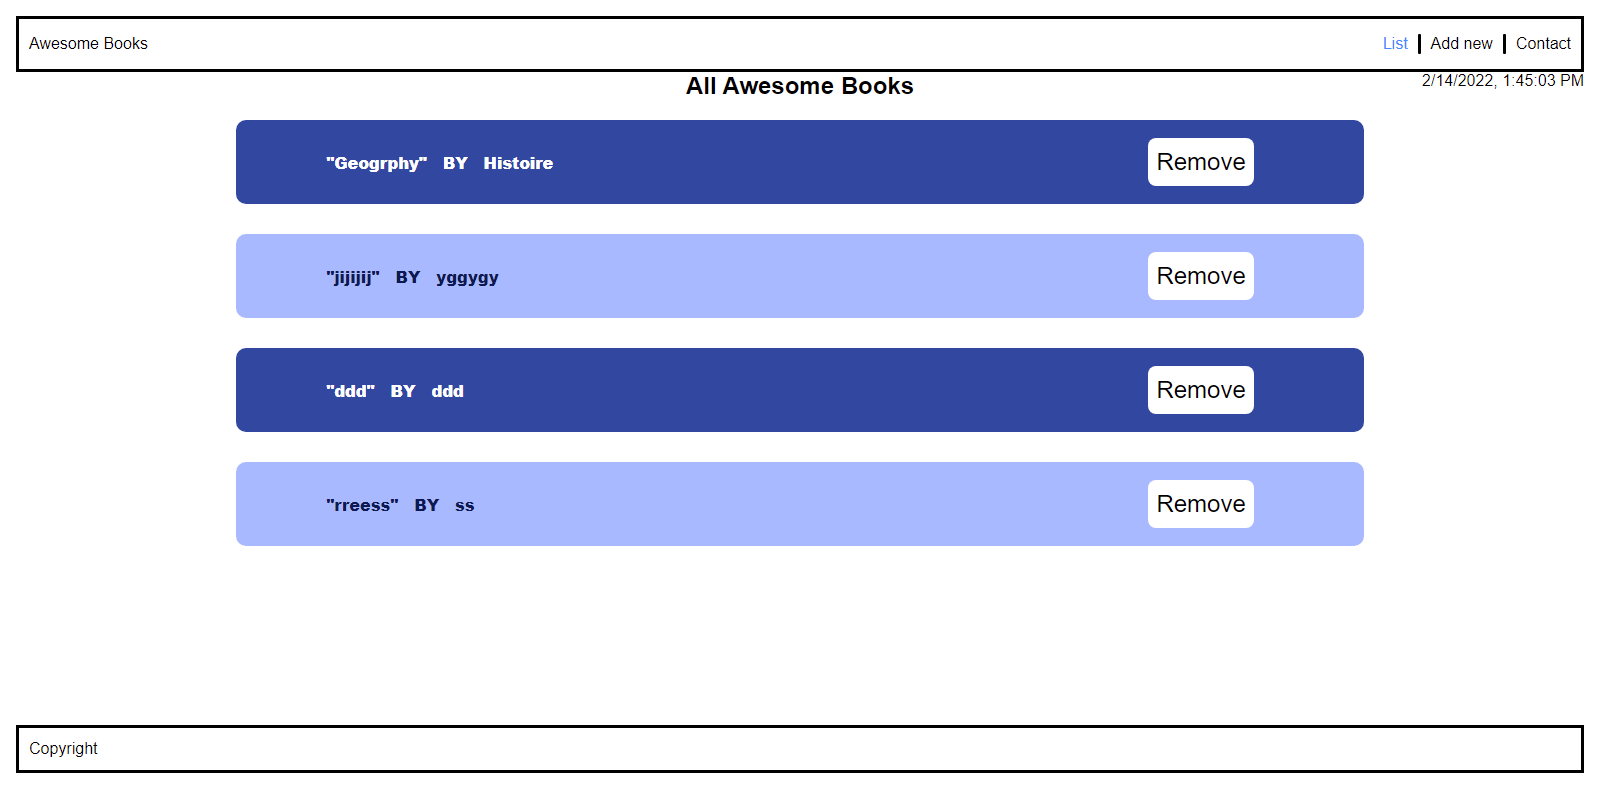 Awesome Books List Add new Contact
2/14/2022, 1:45:03 PM
All Awesome Books
"Geogrphy" BY Histoire Remove
"jijijij" BY yggygy Remove
"ddd" BY ddd Remove
"rreess" BY ss Remove
Copyright